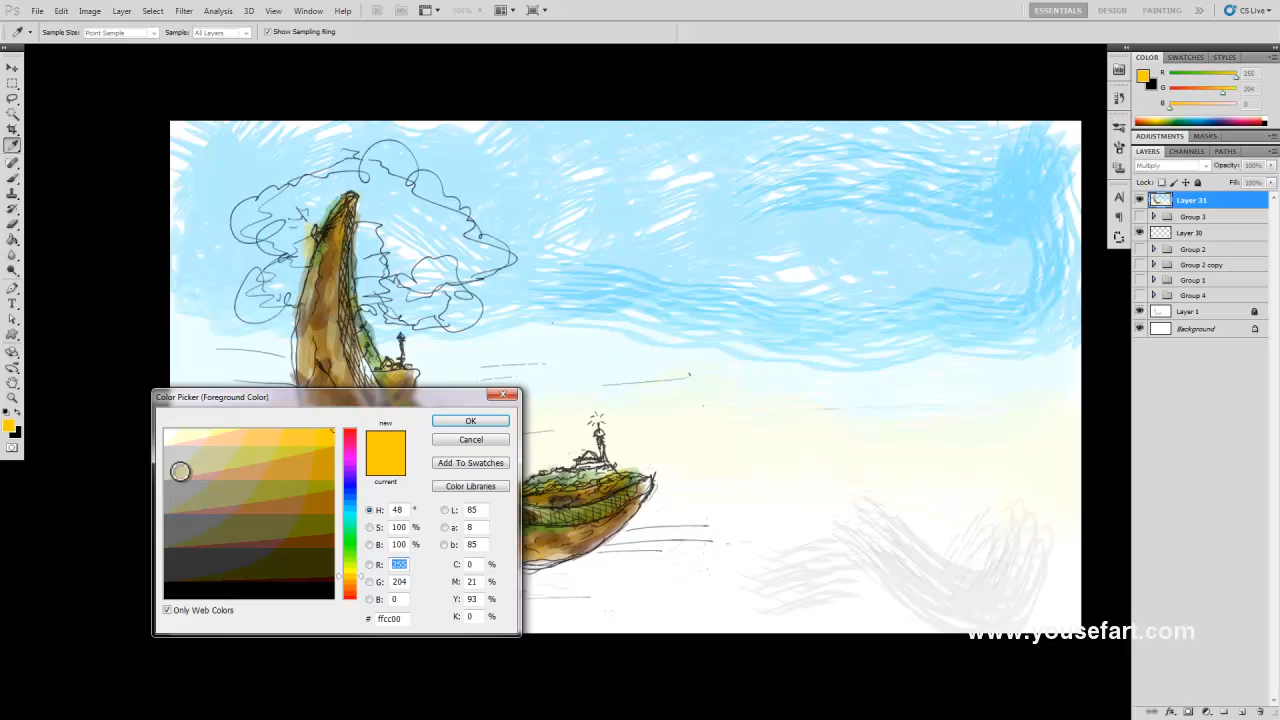 Ps File Edit Image Layer Select Filter Analysis 3D View Window Help 100% ESSENTIALS DESIGN PAINTING CS Live
Sample Size: Point Sample Sample: All Layers Show Sampling Ring
COLOR SWATCHES STYLES
R 255
G 204
B 0
ADJUSTMENTS MASKS
LAYERS CHANNELS PATHS
Multiply Opacity: 100%
Lock: Fill: 100%
Layer 31
Group 3
Layer 30
Group 2
Group 2 copy
Group 1
Group 4
Layer 1
Background
Color Picker (Foreground Color)
new
current
OK
Cancel
Add To Swatches
Color Libraries
H: 48 ° L: 85
S: 100 % a: 8
B: 100 % b: 85
R: 255 C: 0 %
G: 204 M: 21 %
B: 0 Y: 93 %
# ffcc00 K: 0 %
Only Web Colors
www.yousefart.com